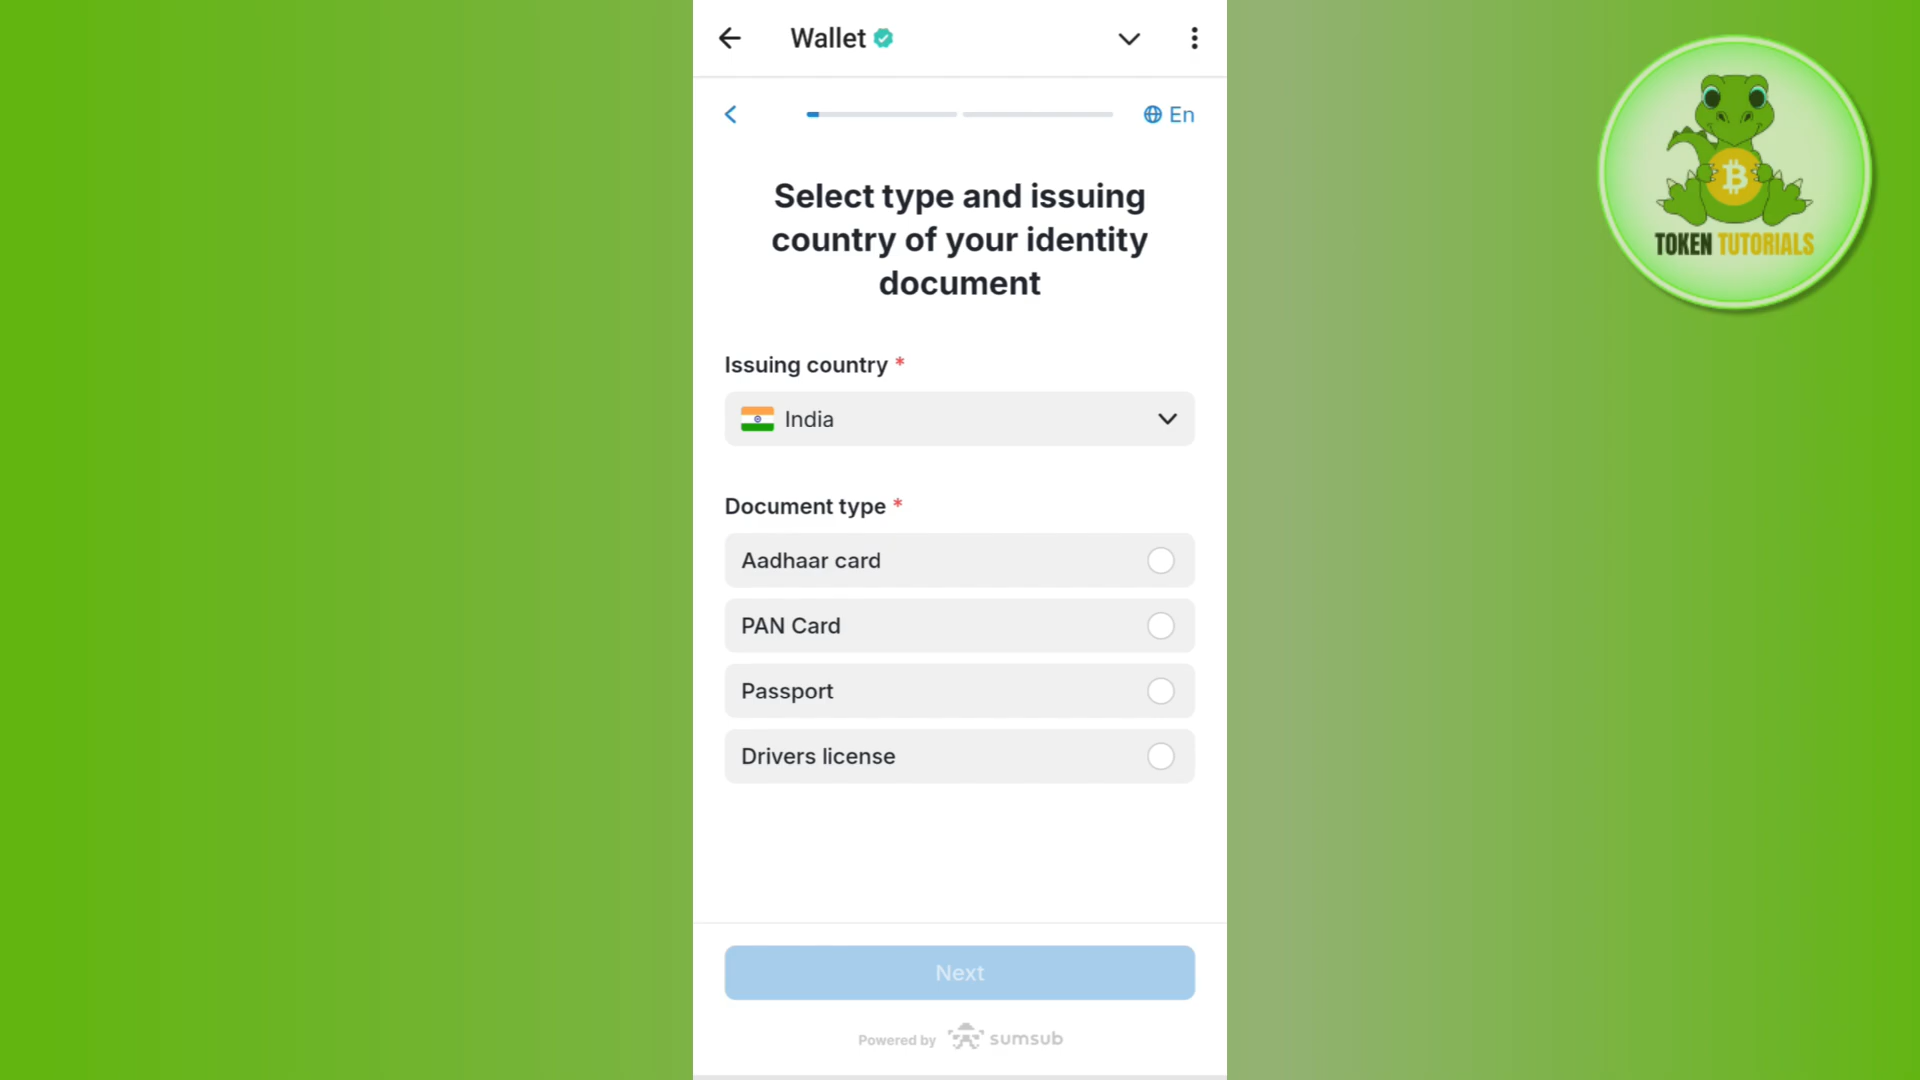 Wallet
En
Select type and issuing
country of your identity
document
Issuing country *
India
Document type *
Aadhaar card
PAN Card
Passport
Drivers license
Next
Powered by sumsub
TOKEN TUTORIALS